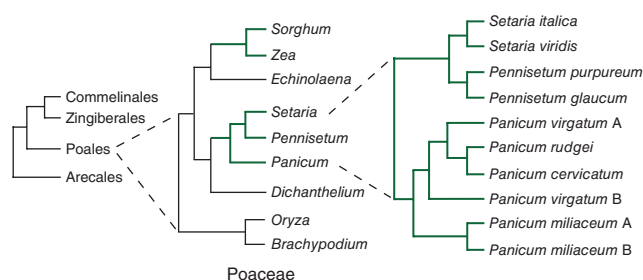 Commelinales
Zingiberales
Poales
Arecales
Sorghum
Zea
Echinolaena
Setaria
Pennisetum
Panicum
Dichanthelium
Oryza
Brachypodium
Poaceae
Setaria italica
Setaria viridis
Pennisetum purpureum
Pennisetum glaucum
Panicum virgatum A
Panicum rudgei
Panicum cervicatum
Panicum virgatum B
Panicum miliaceum A
Panicum miliaceum B